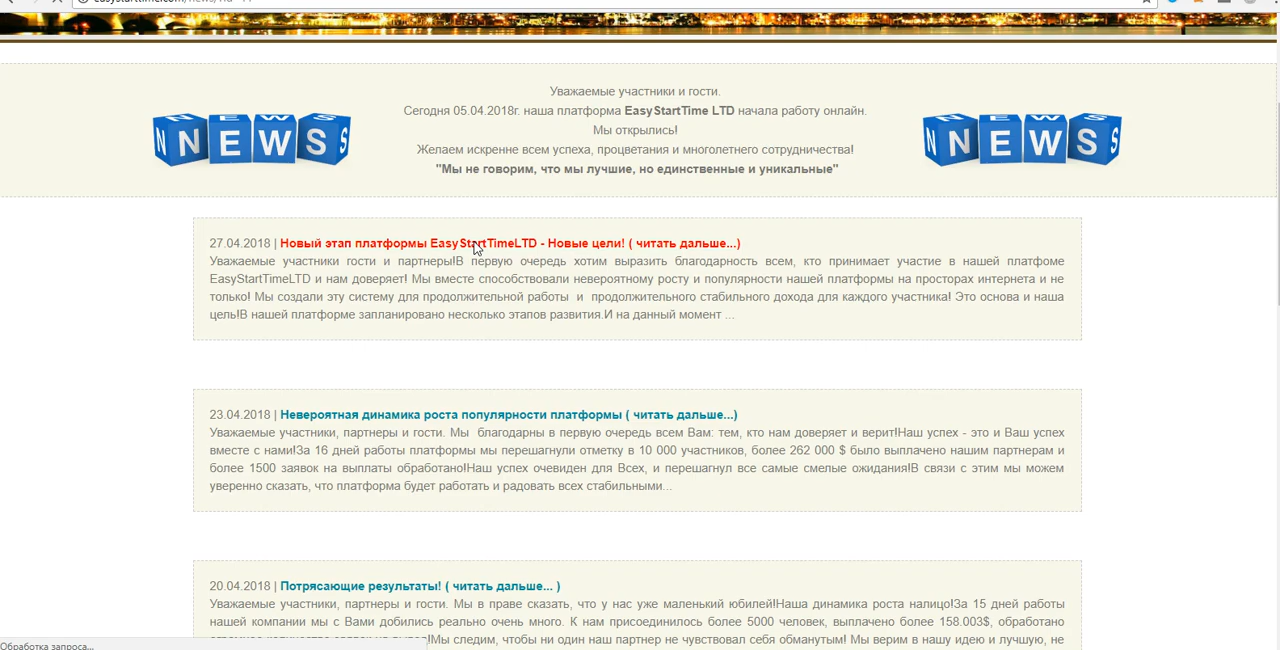 Уважаемые участники и гости.
Сегодня 05.04.2018г. наша платформа EasyStartTime LTD начала работу онлайн.
Мы открылись!
Желаем искренне всем успеха, процветания и многолетнего сотрудничества!
"Мы не говорим, что мы лучшие, но единственные и уникальные"
NEWS
NEWS
27.04.2018 | Новый этап платформы EasyStartTimeLTD - Новые цели! ( читать дальше...)
Уважаемые участники гости и партнеры!В первую очередь хотим выразить благодарность всем, кто принимает участие в нашей платфоме
EasyStartTimeLTD и нам доверяет! Мы вместе способствовали невероятному росту и популярности нашей платформы на просторах интернета и не
только! Мы создали эту систему для продолжительной работы и продолжительного стабильного дохода для каждого участника! Это основа и наша
цель!В нашей платформе запланировано несколько этапов развития.И на данный момент ...
23.04.2018 | Невероятная динамика роста популярности платформы ( читать дальше...)
Уважаемые участники, партнеры и гости. Мы благодарны в первую очередь всем Вам: тем, кто нам доверяет и верит!Наш успех - это и Ваш успех
вместе с нами!За 16 дней работы платформы мы перешагнули отметку в 10 000 участников, более 262 000 $ было выплачено нашим партнерам и
более 1500 заявок на выплаты обработано!Наш успех очевиден для Всех, и перешагнул все самые смелые ожидания!В связи с этим мы можем
уверенно сказать, что платформа будет работать и радовать всех стабильными...
20.04.2018 | Потрясающие результаты! ( читать дальше... )
Уважаемые участники, партнеры и гости. Мы в праве сказать, что у нас уже маленький юбилей!Наша динамика роста налицо!За 15 дней работы
нашей компании мы с Вами добились реально очень много. К нам присоединилось более 5000 человек, выплачено более 158.003$, обработано
Мы следим, чтобы ни один наш партнер не чувствовал себя обманутым! Мы верим в нашу идею и лучшую, не
Обработка запроса...